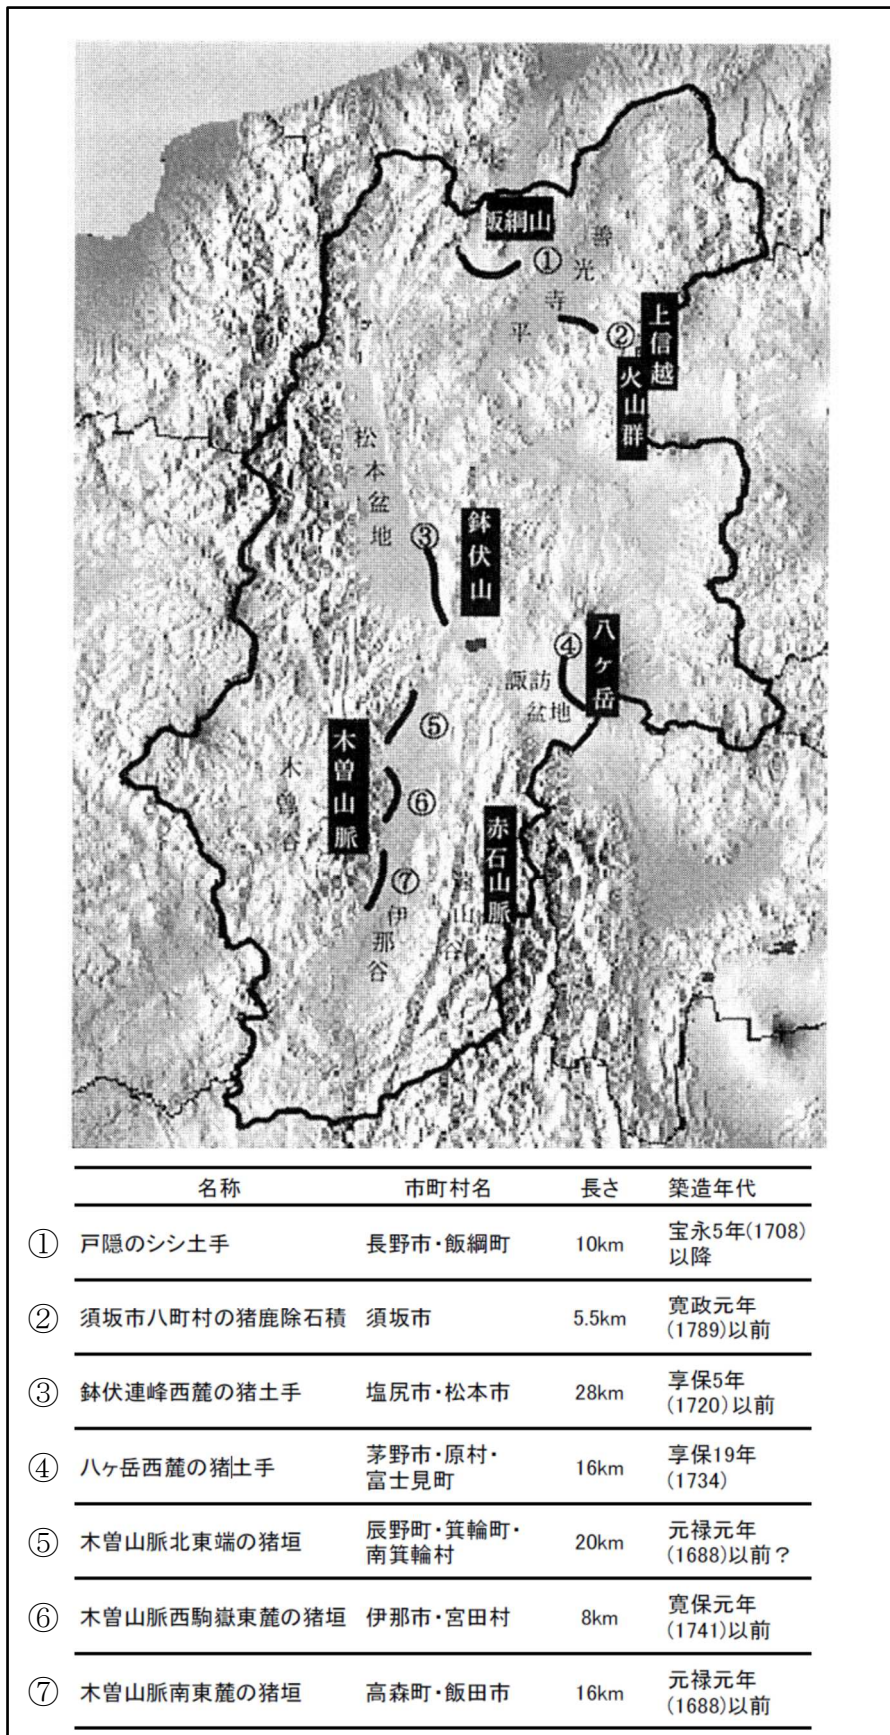 飯綱山
①
善光寺平
②
上信越
火山群
松本盆地
③
鉢伏山
④
八ヶ岳
諏訪
盆地
⑤
木曽山脈
木曽谷
⑥
赤石山脈
⑦
伊那谷
遠山谷
名称 市町村名 長さ 築造年代
① 戸隠のシシ土手 長野市・飯綱町 10km 宝永5年(1708)
以降
② 須坂市八町村の猪鹿除石積 須坂市 5.5km 寛政元年
(1789)以前
③ 鉢伏連峰西麓の猪土手 塩尻市・松本市 28km 享保5年
(1720)以前
④ 八ヶ岳西麓の猪土手 茅野市・原村・
富士見町 16km 享保19年
(1734)
⑤ 木曽山脈北東端の猪垣 辰野町・箕輪町・
南箕輪村 20km 元禄元年
(1688)以前？
⑥ 木曽山脈西駒嶽東麓の猪垣 伊那市・宮田村 8km 寛保元年
(1741)以前
⑦ 木曽山脈南東麓の猪垣 高森町・飯田市 16km 元禄元年
(1688)以前